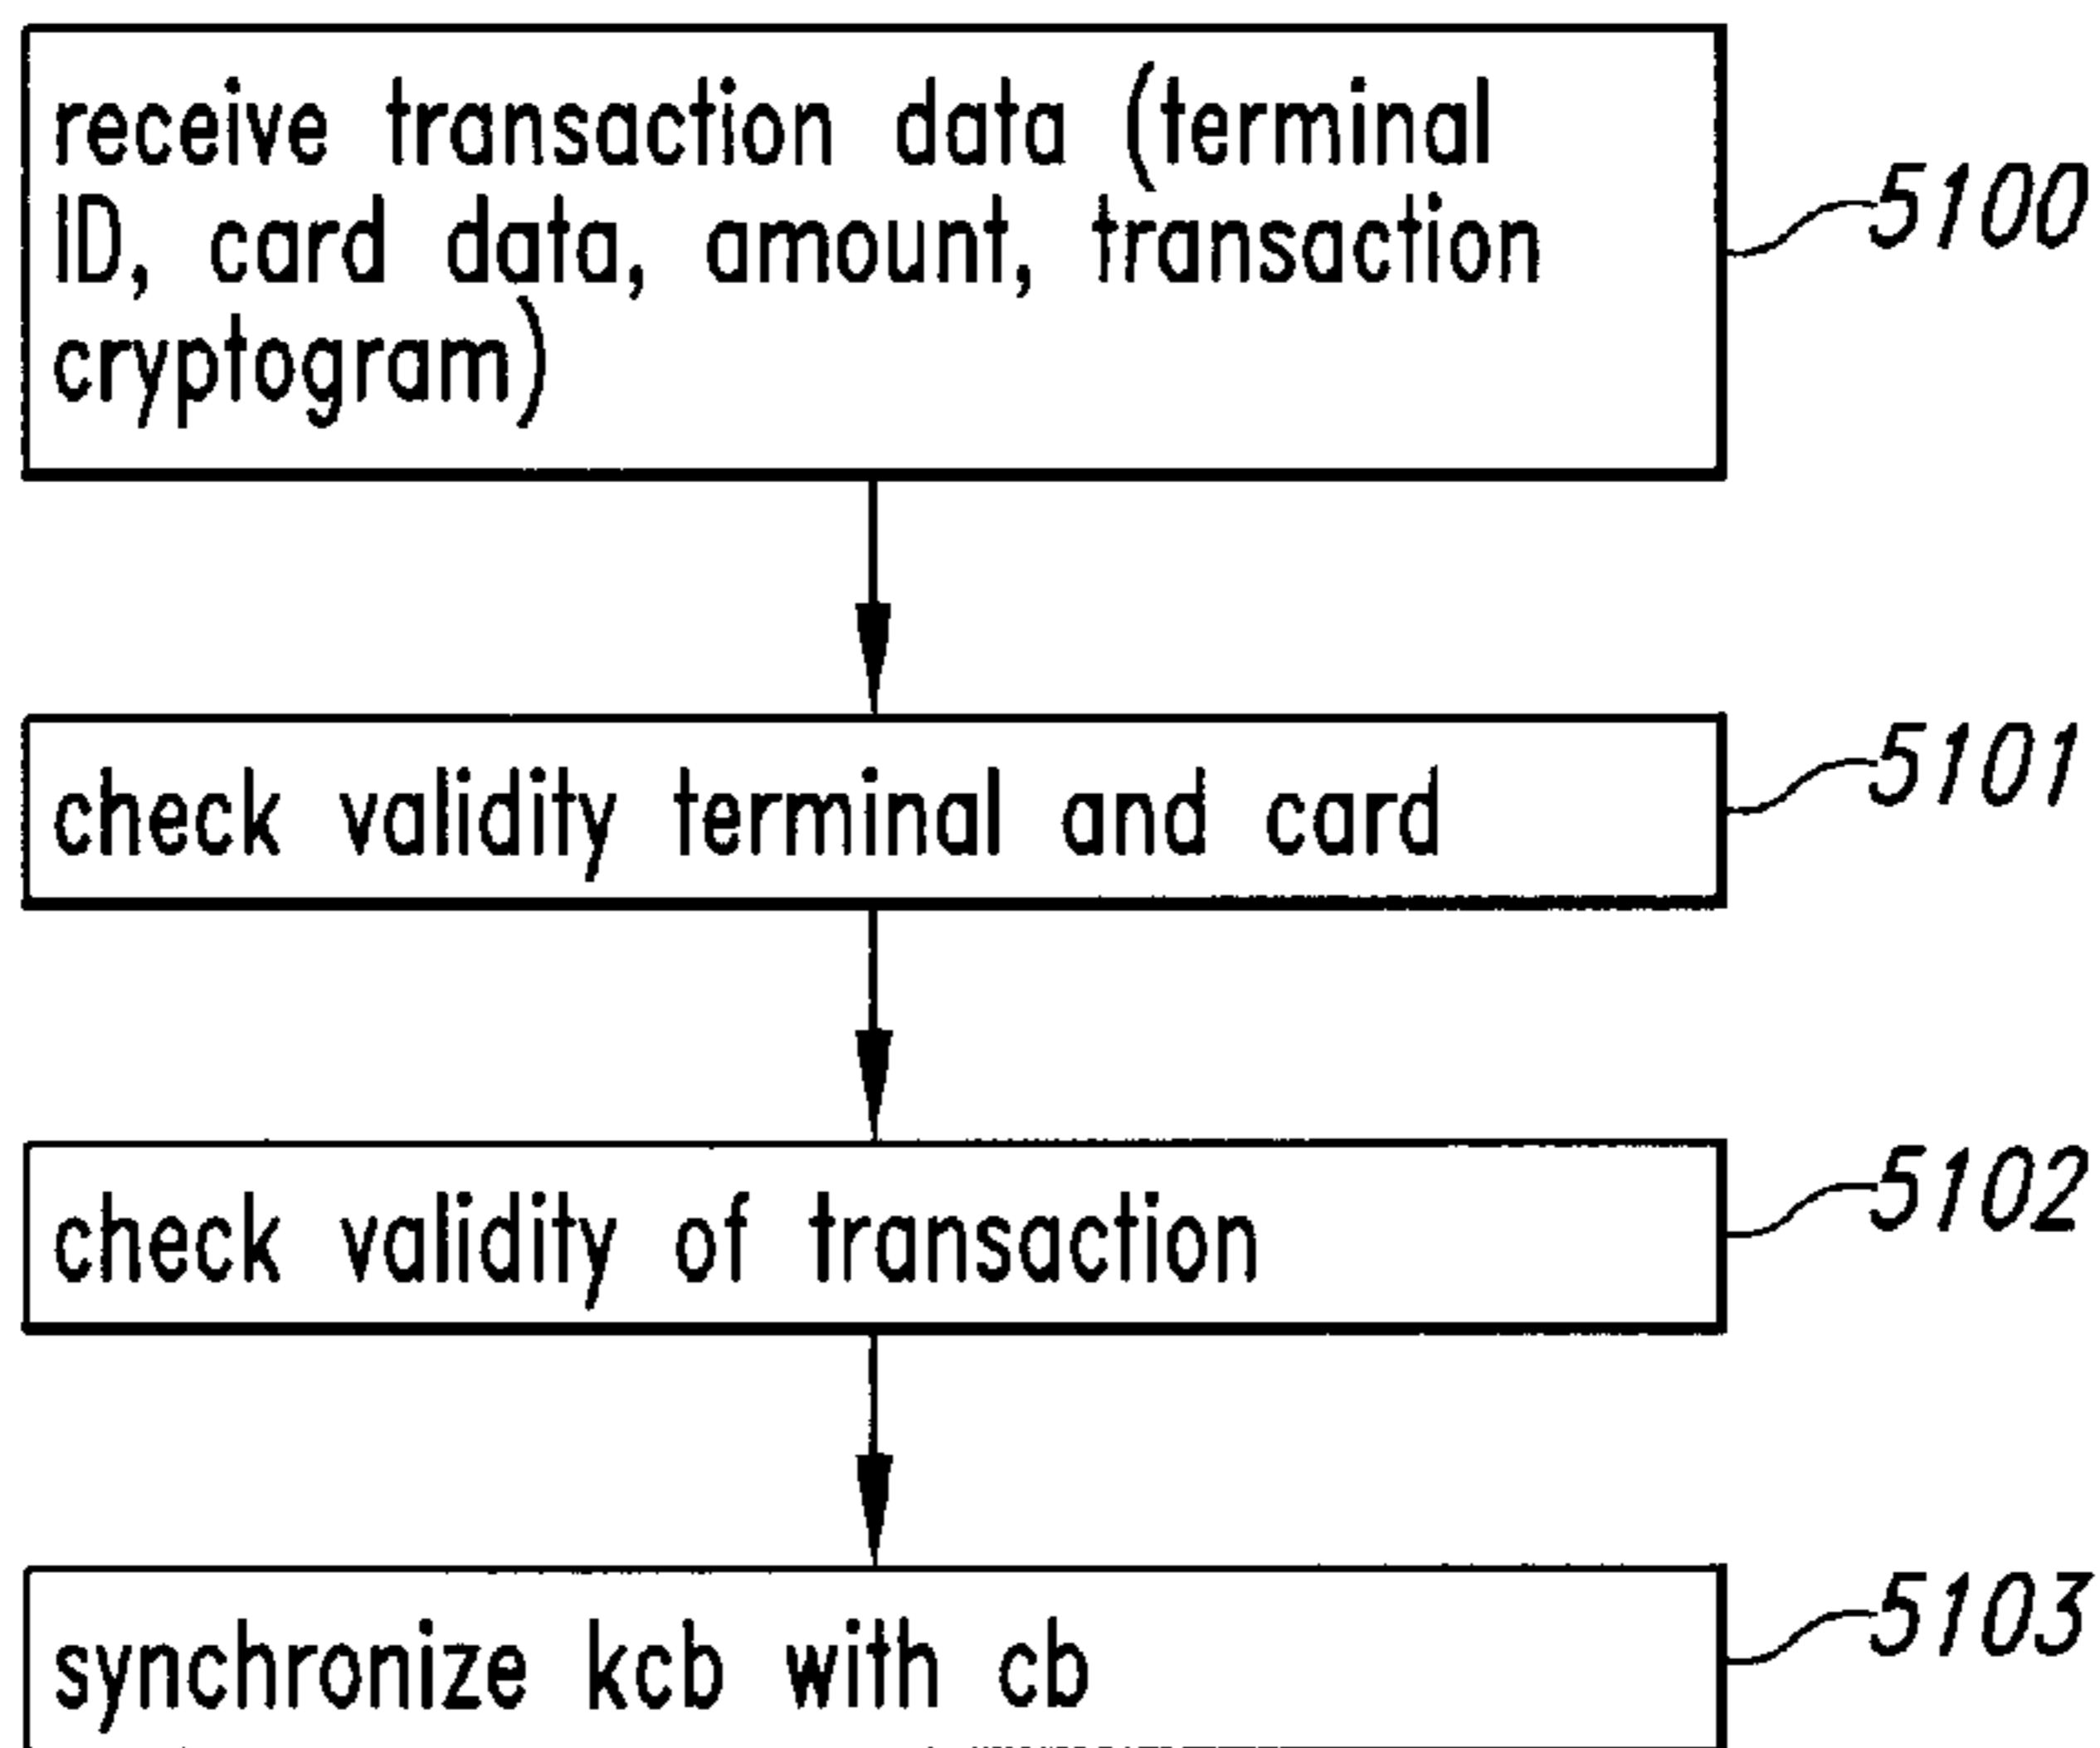 receive transaction data (terminal
ID, card data, amount, transaction
cryptogram)
5100
check validity terminal and card
5101
check validity of transaction
5102
synchronize kcb with cb
5103